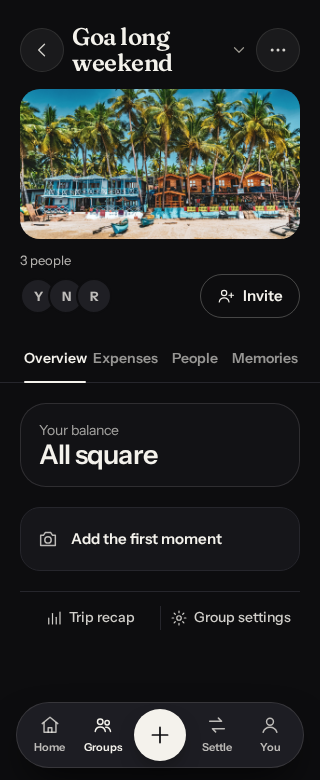 Goa long
weekend
3 people
Y N R
Invite
Overview Expenses People Memories
Your balance
All square
Add the first moment
Trip recap Group settings
Home Groups Settle You